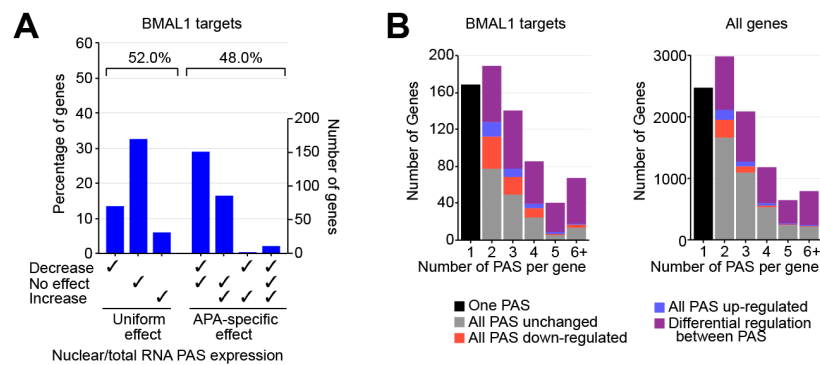 A
BMAL1 targets
52.0%
48.0%
Percentage of genes
60
50
40
30
20
10
0
Number of genes
200
150
100
50
0
Decrease ✓ ✓ ✓ ✓
No effect ✓ ✓ ✓ ✓
Increase ✓ ✓ ✓ ✓
Uniform effect
APA-specific effect
Nuclear/total RNA PAS expression
B
BMAL1 targets
Number of Genes
200
160
120
80
40
0
1 2 3 4 5 6+
Number of PAS per gene
All genes
Number of Genes
3000
2000
1000
0
1 2 3 4 5 6+
Number of PAS per gene
One PAS
All PAS unchanged
All PAS down-regulated
All PAS up-regulated
Differential regulation
between PAS